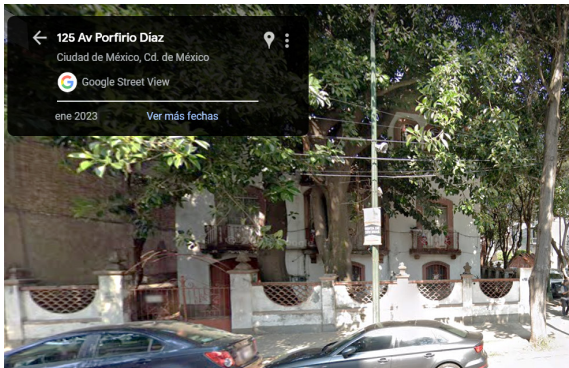 125 Av Porfirio Díaz
Ciudad de México, Cd. de México
Google Street View
ene 2023
Ver más fechas